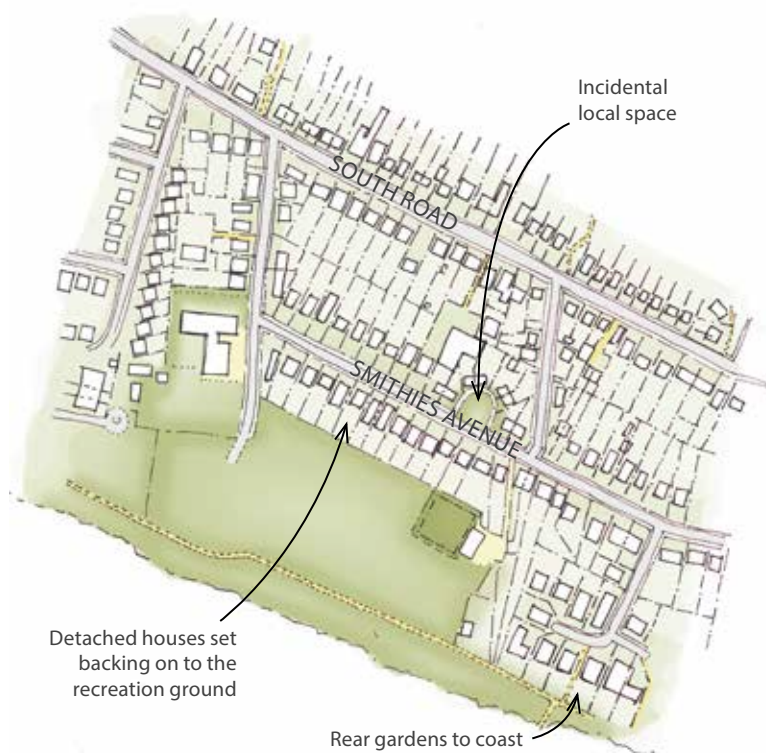 Incidental
local space
SOUTH ROAD
SMITHIES AVENUE
Detached houses set
backing on to the
recreation ground
Rear gardens to coast